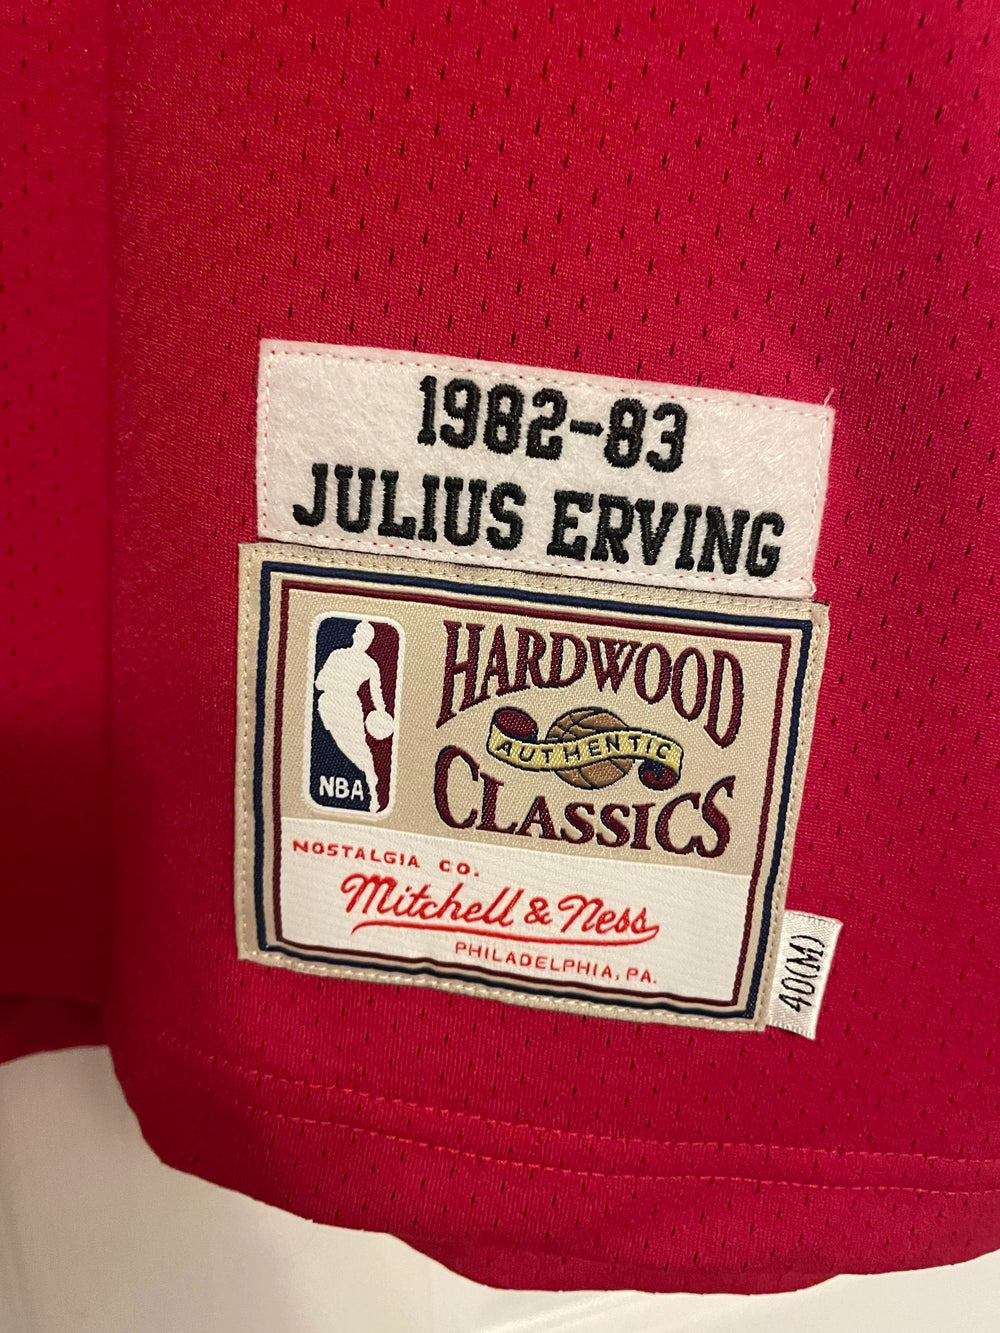 1982-83
JULIUS ERVING
NBA
HARDWOOD
AUTHENTIC
CLASSICS
NOSTALGIA CO.
Mitchell & Ness
PHILADELPHIA, PA.
40(M)